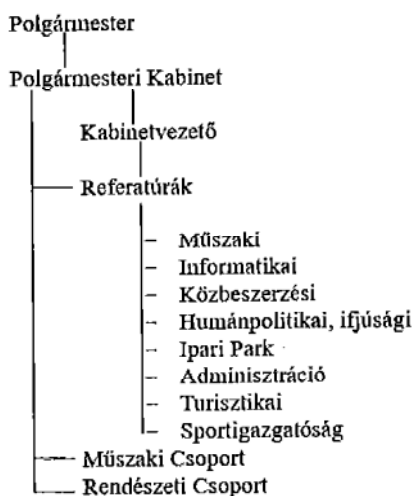 Polgármester
Polgármesteri Kabinet
Kabinetvezető
Referatúrák
Műszaki
Informatikai
Közbeszerzési
Humánpolitikai, ifjúsági
Ipari Park
Adminisztráció
Turisztikai
Sportigazgatóság
Műszaki Csoport
Rendészeti Csoport